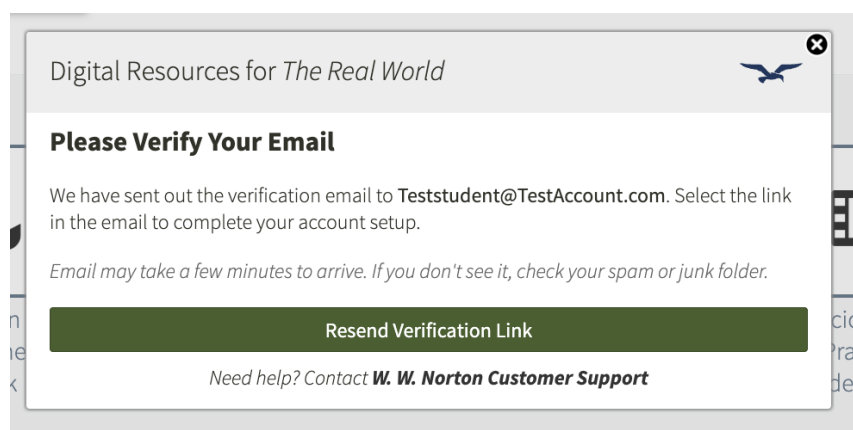 Digital Resources for The Real World
Please Verify Your Email
We have sent out the verification email to Teststudent@TestAccount.com. Select the link
in the email to complete your account setup.
Email may take a few minutes to arrive. If you don't see it, check your spam or junk folder.
Resend Verification Link
Need help? Contact W. W. Norton Customer Support